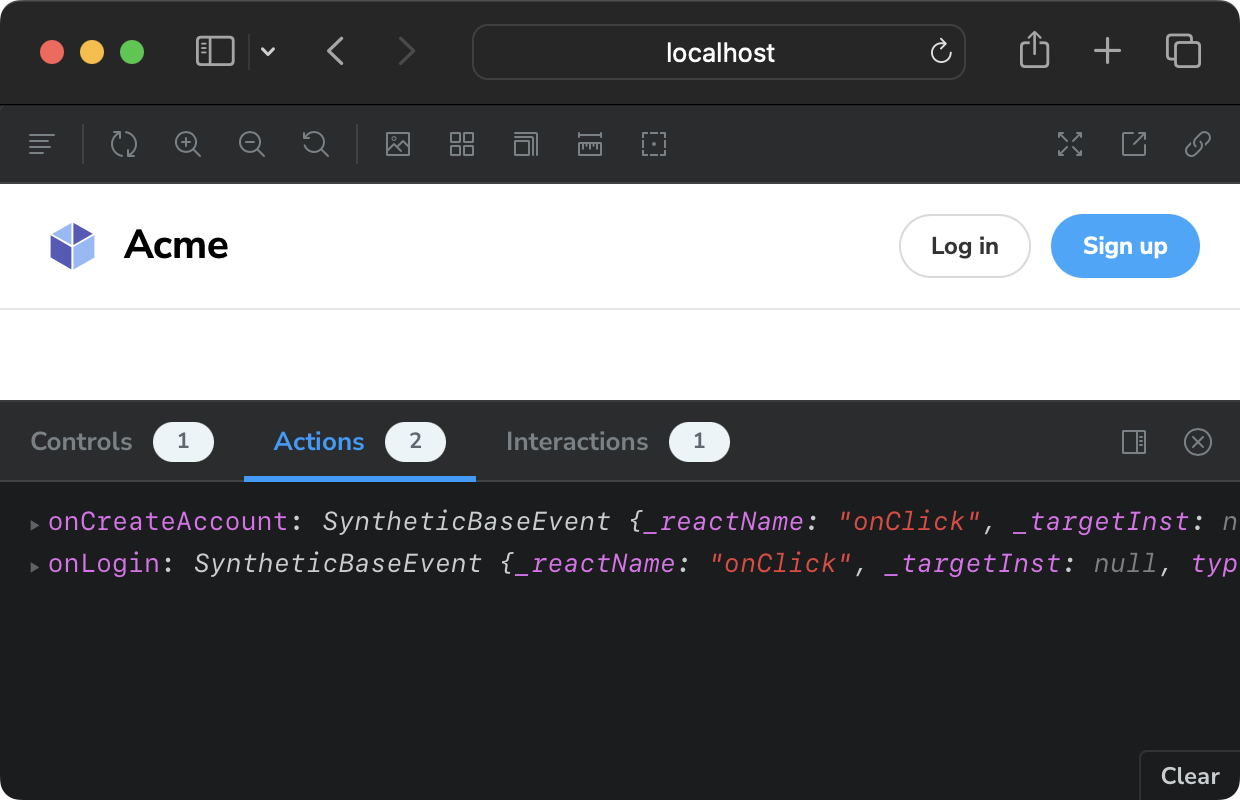 localhost
Acme
Log in
Sign up
Controls 1 Actions 2 Interactions 1
onCreateAccount: SyntheticBaseEvent {_reactName: "onClick", _targetInst: n
onLogin: SyntheticBaseEvent {_reactName: "onClick", _targetInst: null, typ
Clear